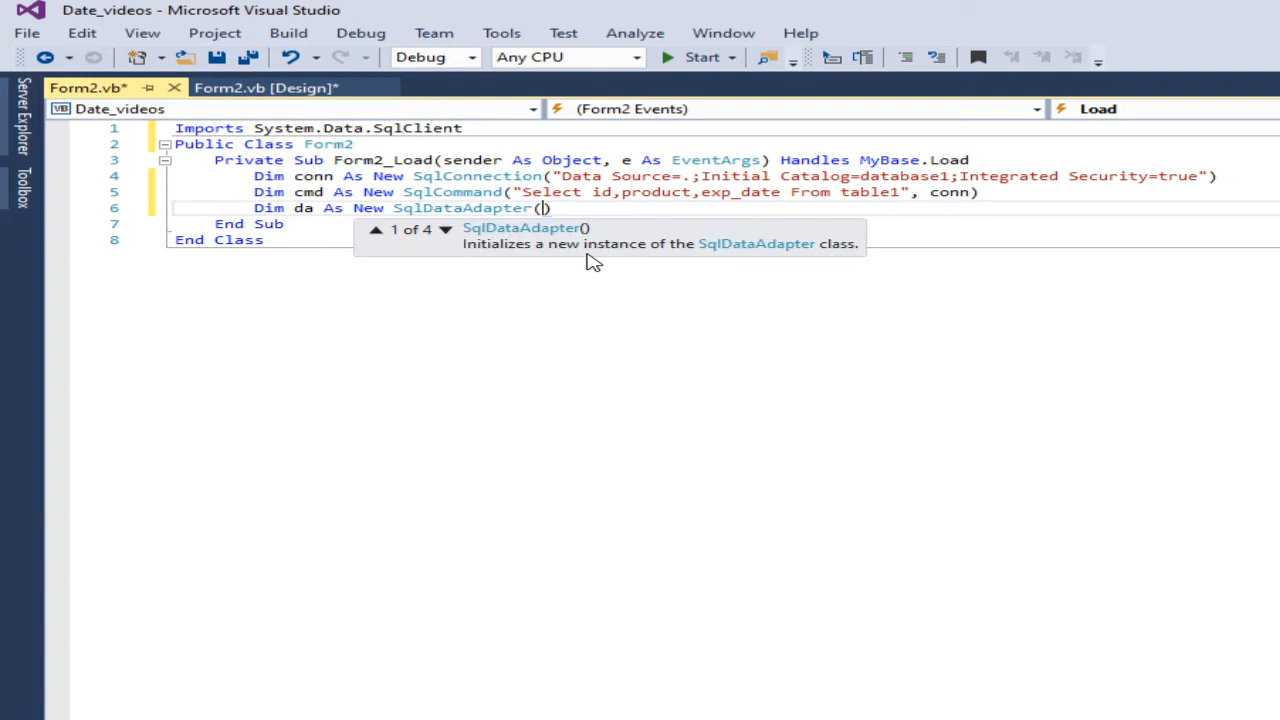 Date_videos - Microsoft Visual Studio
File Edit View Project Build Debug Team Tools Test Analyze Window Help
Debug Any CPU Start
Form2.vb* Form2.vb [Design]*
VB Date_videos (Form2 Events) Load
Server Explorer
Toolbox
1 Imports System.Data.SqlClient
2 Public Class Form2
3 Private Sub Form2_Load(sender As Object, e As EventArgs) Handles MyBase.Load
4 Dim conn As New SqlConnection("Data Source=.;Initial Catalog=database1;Integrated Security=true")
5 Dim cmd As New SqlCommand("Select id,product,exp_date From table1", conn)
6 Dim da As New SqlDataAdapter()
7 End Sub
8 End Class
1 of 4 SqlDataAdapter()
Initializes a new instance of the SqlDataAdapter class.